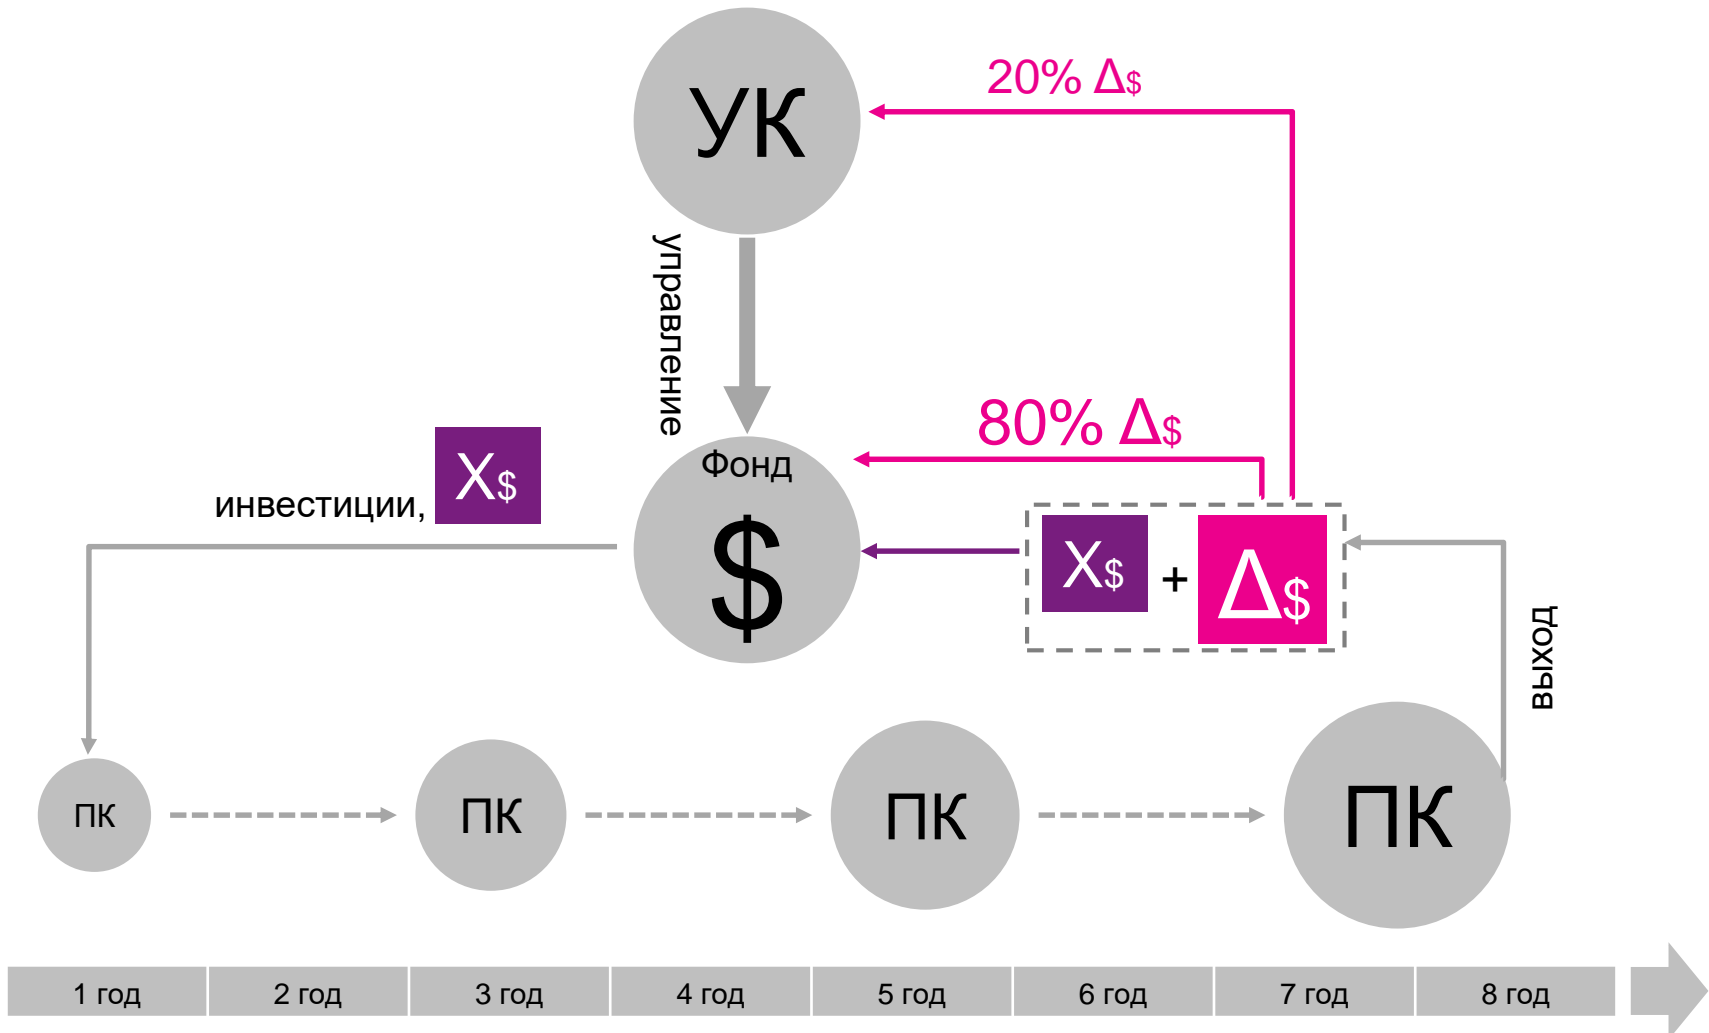 УК
20% Δ$
управление
80% Δ$
Фонд
$
инвестиции,
X$
X$ + Δ$
выход
ПК
ПК
ПК
ПК
1 год
2 год
3 год
4 год
5 год
6 год
7 год
8 год